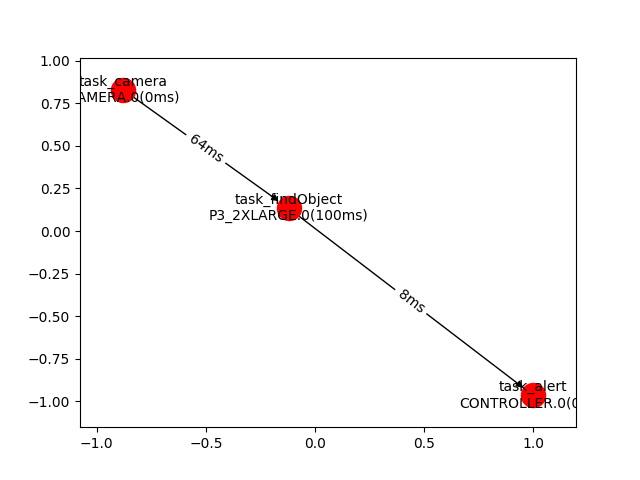 1.00
0.75
0.50
0.25
0.00
−0.25
−0.50
−0.75
−1.00
task_camera
AMERA.0(0ms)
64ms
task_findObject
P3_2XLARGE.0(100ms)
8ms
task_alert
CONTROLLER.0(0
−1.0
−0.5
0.0
0.5
1.0